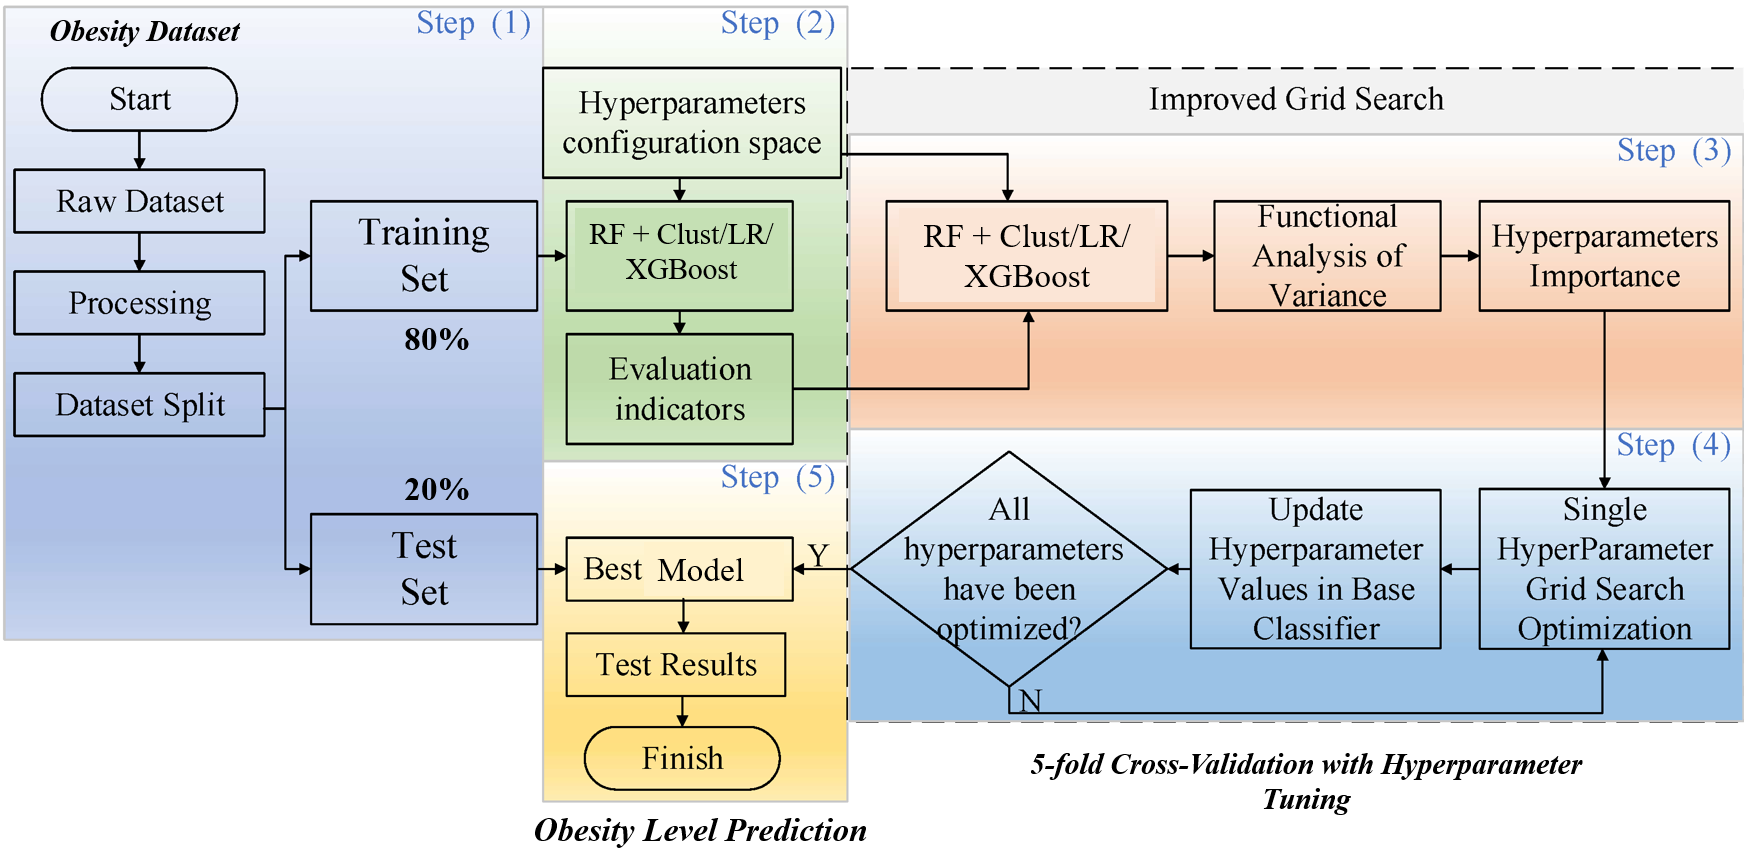 Obesity Dataset
Step (1)
Start
Raw Dataset
Processing
Dataset Split
Training
Set
80%
20%
Test
Set
Step (2)
Hyperparameters
configuration space
RF + Clust/LR/
XGBoost
Evaluation
indicators
Improved Grid Search
Step (3)
RF + Clust/LR/
XGBoost
Functional
Analysis of
Variance
Hyperparameters
Importance
Step (4)
Single
HyperParameter
Grid Search
Optimization
Update
Hyperparameter
Values in Base
Classifier
All
hyperparameters
have been
optimized?
Y
N
Step (5)
Best Model
Test Results
Finish
5-fold Cross-Validation with Hyperparameter
Tuning
Obesity Level Prediction